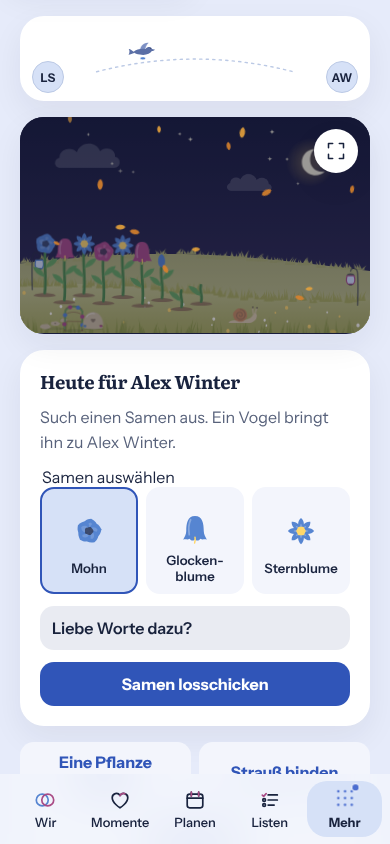 LS
AW
Heute für Alex Winter
Such einen Samen aus. Ein Vogel bringt
ihn zu Alex Winter.
Samen auswählen
Mohn
Glocken-
blume
Sternblume
Liebe Worte dazu?
Samen losschicken
Eine Pflanze
Strauß binden
Wir
Momente
Planen
Listen
Mehr